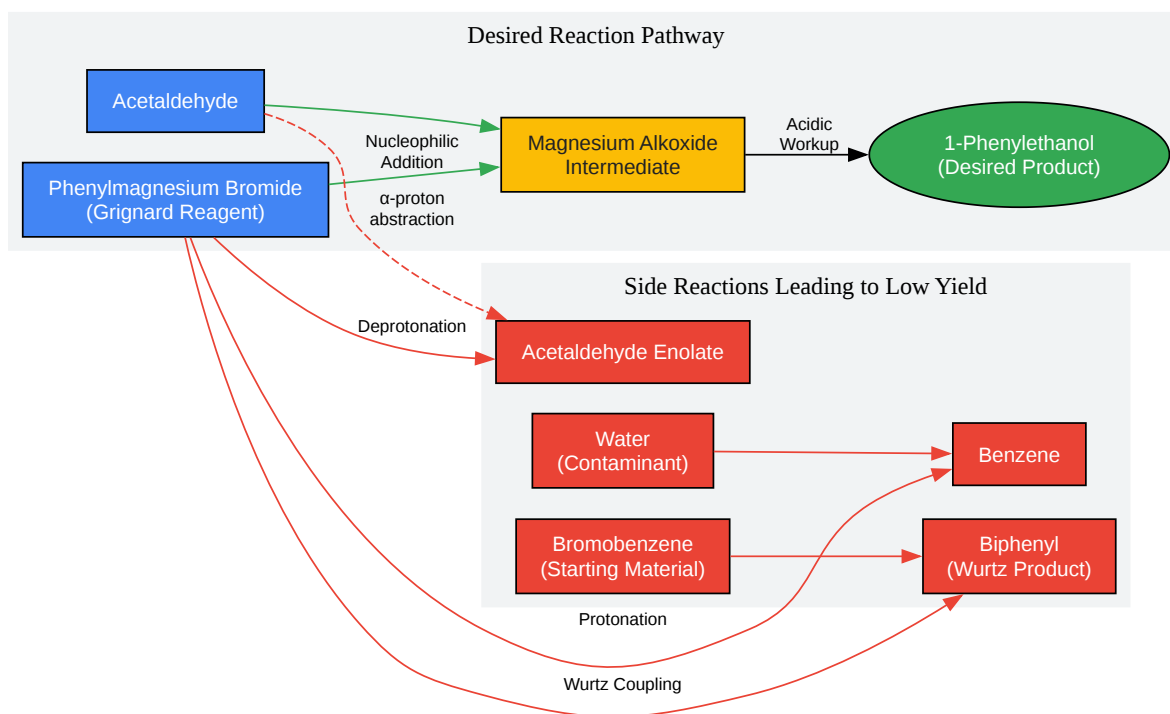 Desired Reaction Pathway
Acetaldehyde
Phenylmagnesium Bromide
(Grignard Reagent)
Nucleophilic
Addition
α-proton
abstraction
Magnesium Alkoxide
Intermediate
Acidic
Workup
1-Phenylethanol
(Desired Product)
Side Reactions Leading to Low Yield
Deprotonation
Acetaldehyde Enolate
Water
(Contaminant)
Benzene
Bromobenzene
(Starting Material)
Biphenyl
(Wurtz Product)
Protonation
Wurtz Coupling